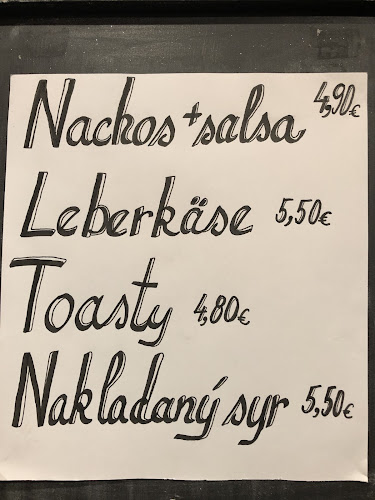 Nachos + salsa 4,90€
Leberkäse 5,50€
Toasty 4,80€
Nakladaný syr 5,50€